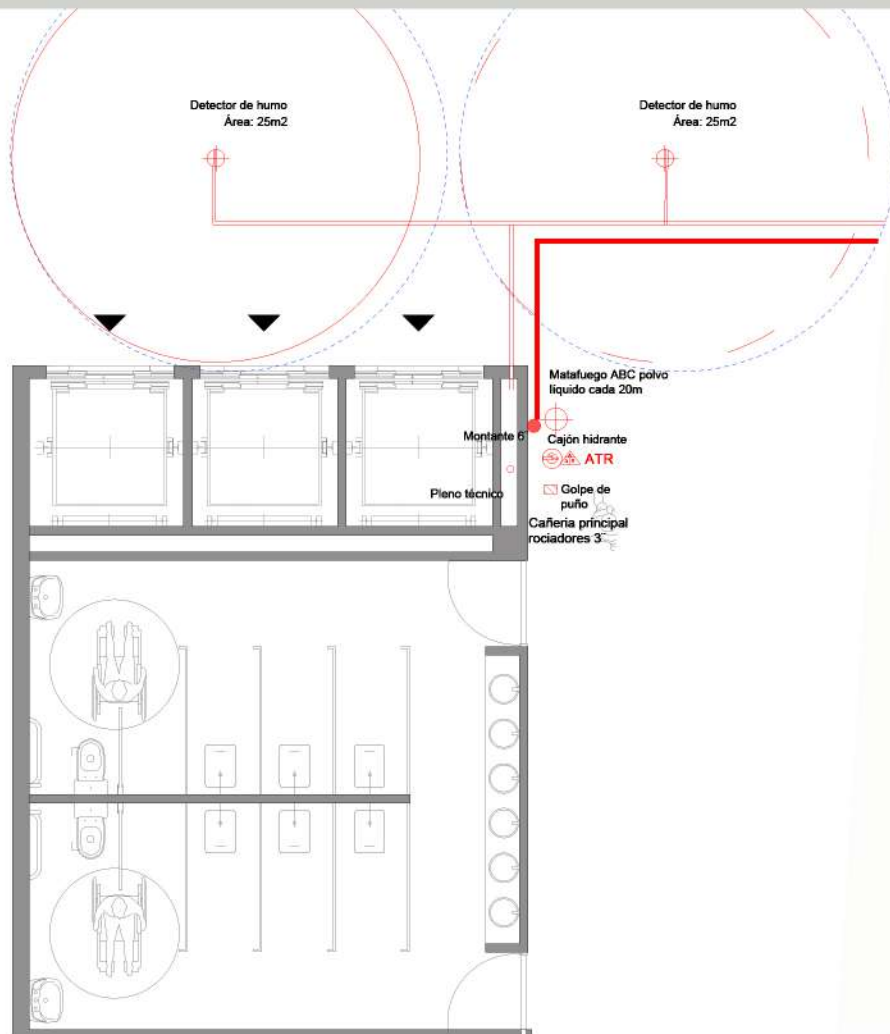 Detector de humo
Área: 25m2
Detector de humo
Área: 25m2
Matafuego ABC polvo
liquido cada 20m
Montante 6¨
Cajón hidrante
ATR
Pleno técnico
Golpe de
puño
Cañeria principal
rociadores 3¨